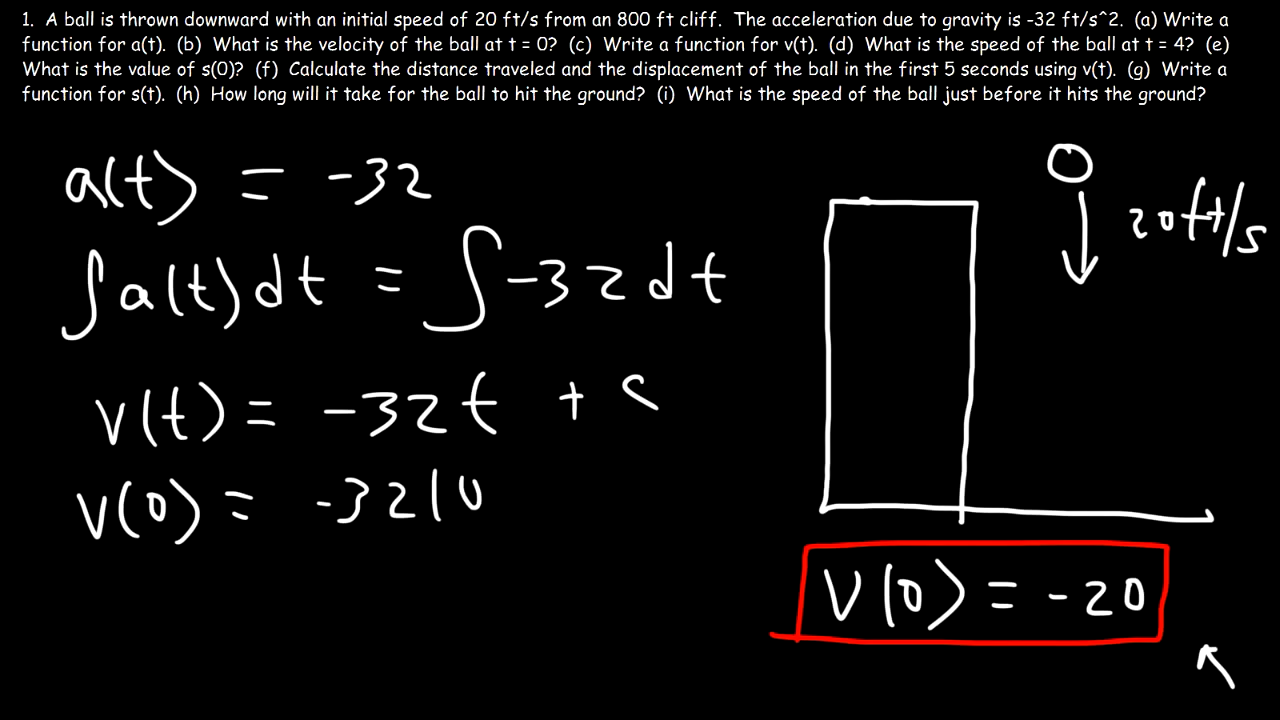 1. A ball is thrown downward with an initial speed of 20 ft/s from an 800 ft cliff. The acceleration due to gravity is -32 ft/s^2. (a) Write a
function for a(t). (b) What is the velocity of the ball at t = 0? (c) Write a function for v(t). (d) What is the speed of the ball at t = 4? (e)
What is the value of s(0)? (f) Calculate the distance traveled and the displacement of the ball in the first 5 seconds using v(t). (g) Write a
function for s(t). (h) How long will it take for the ball to hit the ground? (i) What is the speed of the ball just before it hits the ground?
a(t) = -32
20ft/s
∫a(t)dt = ∫-32dt
v(t) = -32t + c
v(0) = -32(0
v(0) = -20